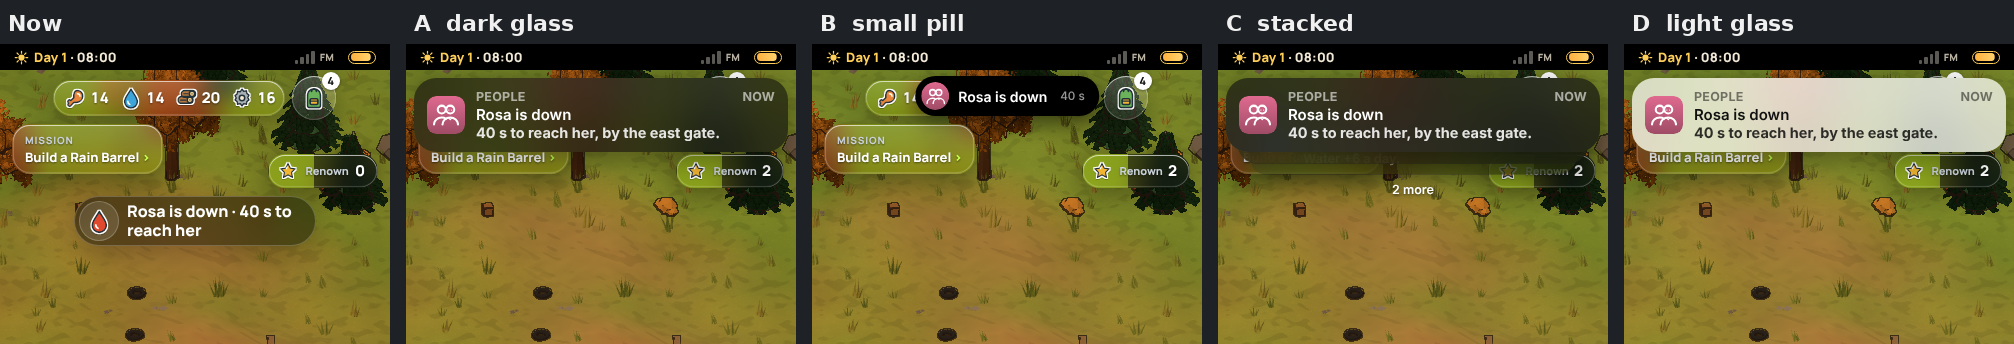 Now
Day 1 · 08:00
FM
14 14 20 16
4
MISSION
Build a Rain Barrel ›
Renown 0
Rosa is down · 40 s to
reach her
A dark glass
Day 1 · 08:00
FM
PEOPLE
NOW
Rosa is down
40 s to reach her, by the east gate.
Build a Rain Barrel ›
Renown 2
B small pill
Day 1 · 08:00
FM
Rosa is down 40 s
4
MISSION
Build a Rain Barrel ›
Renown 2
C stacked
Day 1 · 08:00
FM
PEOPLE
NOW
Rosa is down
40 s to reach her, by the east gate.
Renown 2
2 more
D light glass
Day 1 · 08:00
FM
PEOPLE
NOW
Rosa is down
40 s to reach her, by the east gate.
Build a Rain Barrel ›
Renown 2